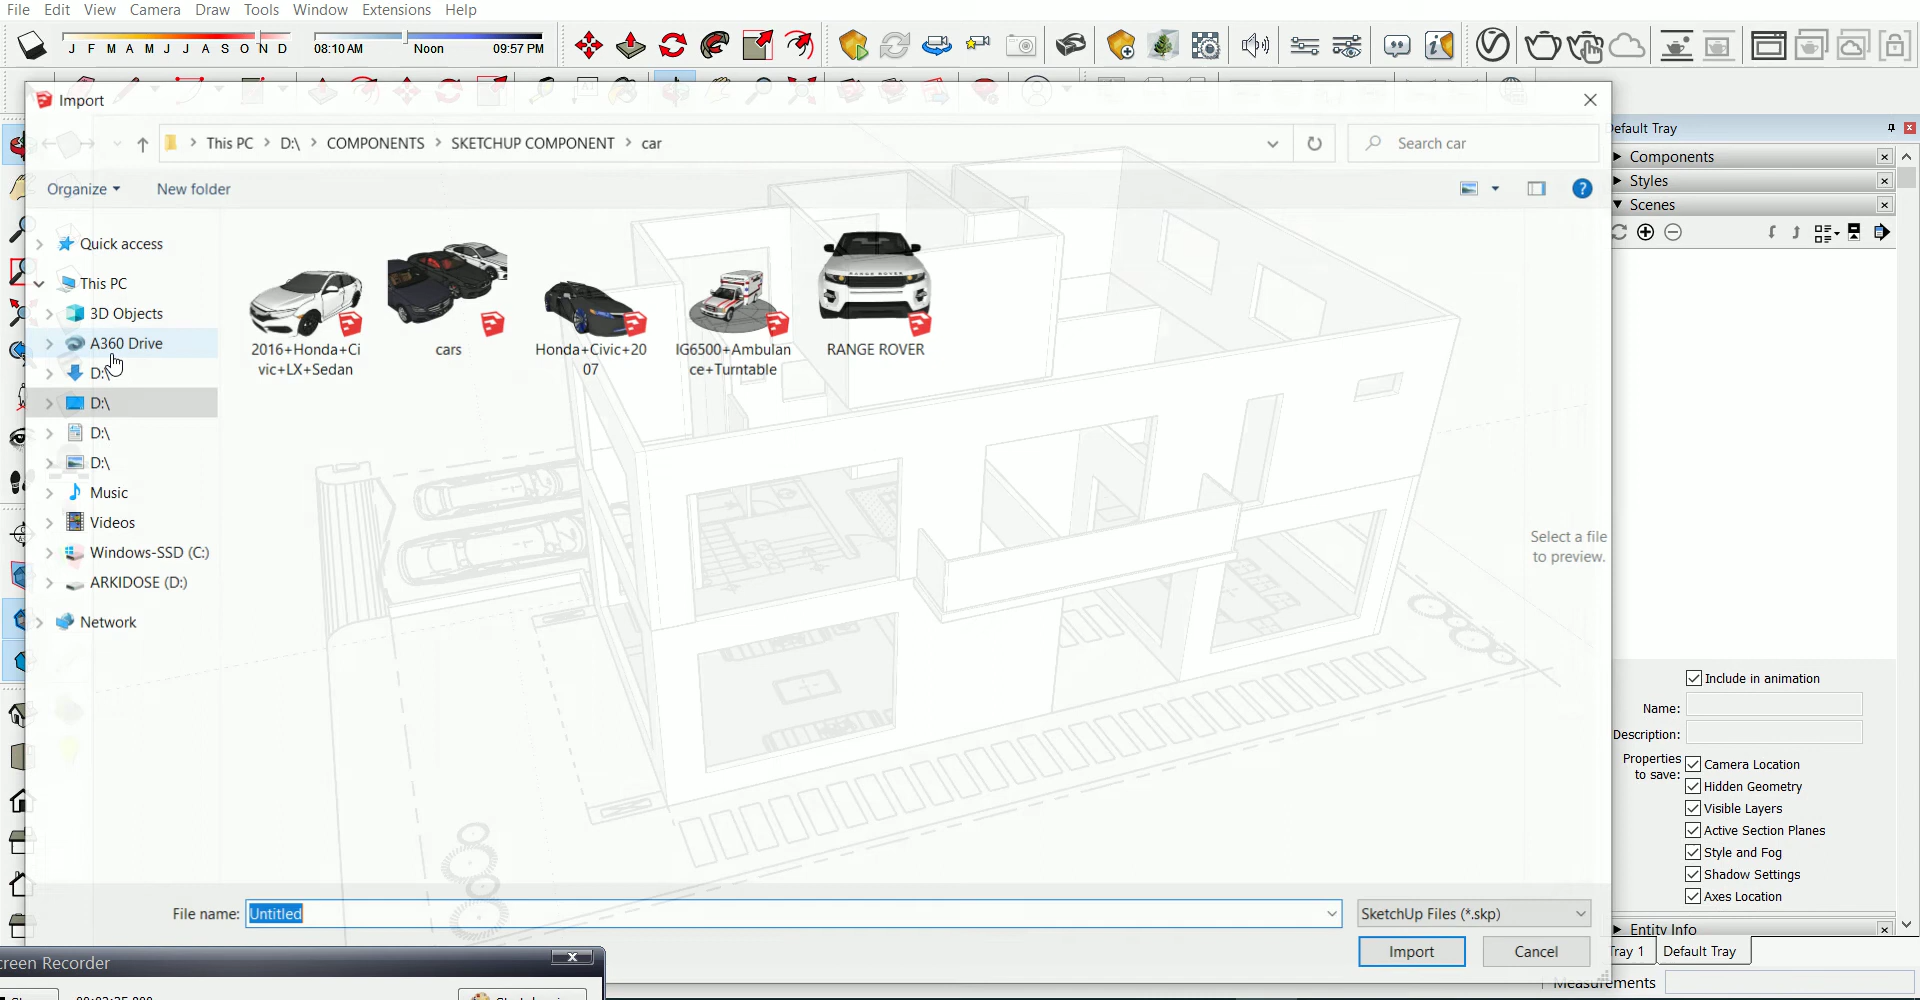 File Edit View Camera Draw Tools Window Extensions Help
J F M A M J J A S O N D
08:10 AM Noon 09:57 PM
Import
This PC D:\ COMPONENTS SKETCHUP COMPONENT car
Search car
Organize New folder
Quick access
This PC
3D Objects
A360 Drive
D:\
D:\
D:\
D:\
Music
Videos
Windows-SSD (C:)
ARKIDOSE (D:)
Network
2016+Honda+Ci
vic+LX+Sedan
cars
Honda+Civic+20
07
IG6500+Ambulan
ce+Turntable
RANGE ROVER
Select a file
to preview.
File name: Untitled
SketchUp Files (*.skp)
Import Cancel
Default Tray
Components
Styles
Scenes
Include in animation
Name:
Description:
Properties
to save:
Camera Location
Hidden Geometry
Visible Layers
Active Section Planes
Style and Fog
Shadow Settings
Axes Location
Entity Info
Tray 1 Default Tray
Measurements
creen Recorder